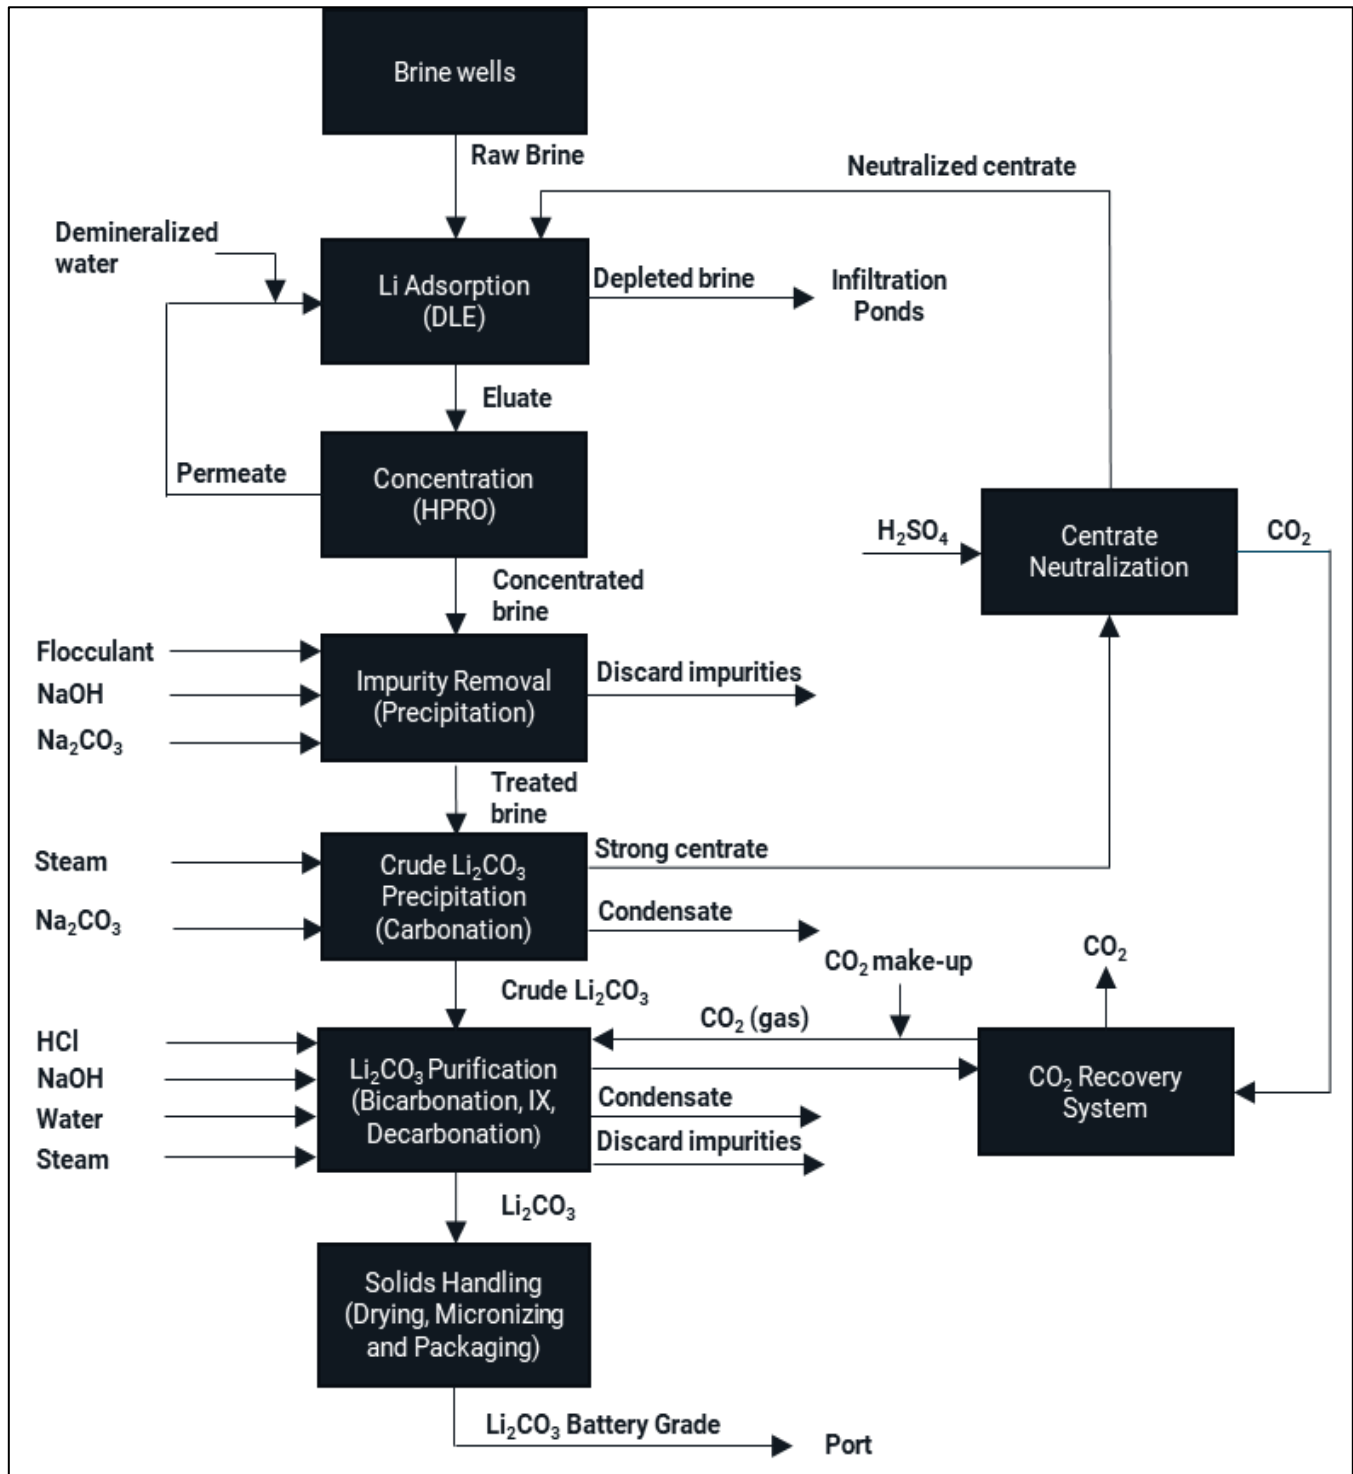 Brine wells
Raw Brine
Neutralized centrate
Demineralized
water
Li Adsorption
(DLE)
Depleted brine
Infiltration
Ponds
Eluate
Permeate
Concentration
(HPRO)
H₂SO₄
Centrate
Neutralization
CO₂
Concentrated
brine
Flocculant
NaOH
Na₂CO₃
Impurity Removal
(Precipitation)
Discard impurities
Treated
brine
Steam
Na₂CO₃
Crude Li₂CO₃
Precipitation
(Carbonation)
Strong centrate
Condensate
CO₂ make-up
CO₂
Crude Li₂CO₃
CO₂ (gas)
HCl
NaOH
Water
Steam
Li₂CO₃ Purification
(Bicarbonation, IX,
Decarbonation)
Condensate
Discard impurities
CO₂ Recovery
System
Li₂CO₃
Solids Handling
(Drying, Micronizing
and Packaging)
Li₂CO₃ Battery Grade
Port